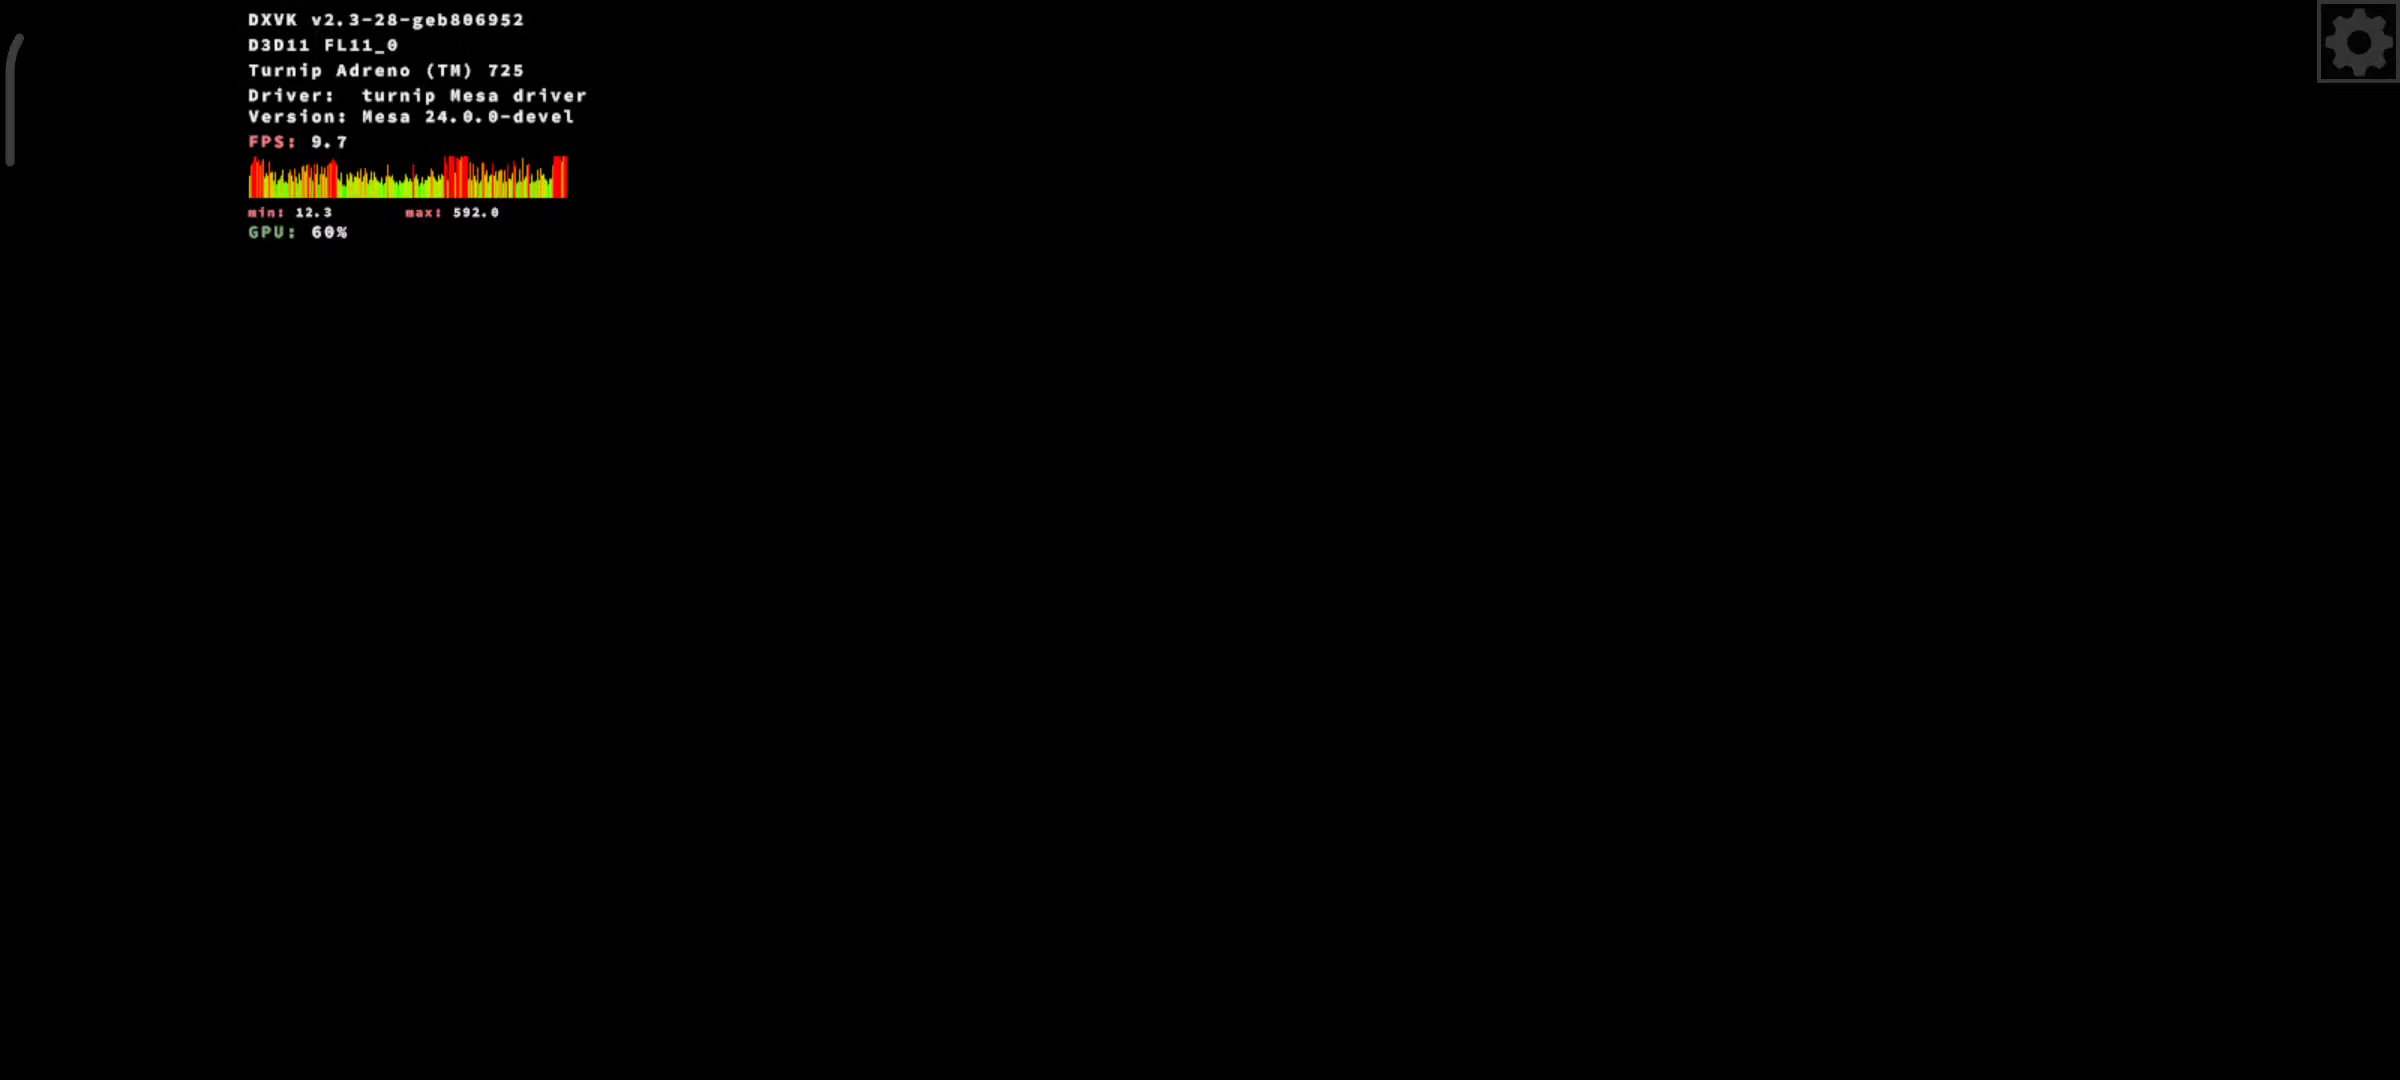 DXVK v2.3-28-geb806952
D3D11 FL11_0
Turnip Adreno (TM) 725
Driver: turnip Mesa driver
Version: Mesa 24.0.0-devel
FPS: 9.7
min: 12.3 max: 592.0
GPU: 60%